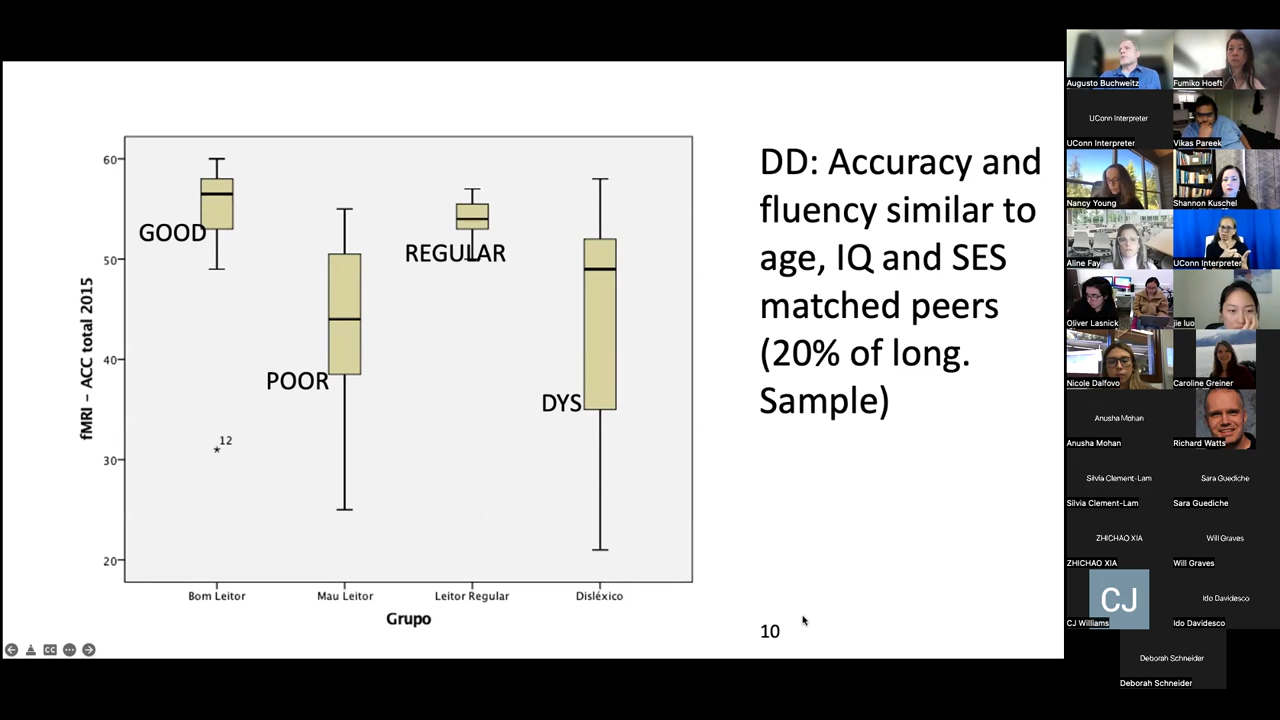 60
50
40
30
20
fMRI - ACC total 2015
GOOD
POOR
REGULAR
DYS
12
*
Bom Leitor
Mau Leitor
Leitor Regular
Disléxico
Grupo
DD: Accuracy and
fluency similar to
age, IQ and SES
matched peers
(20% of long.
Sample)
10
CC
Augusto Buchweitz
Fumiko Hoeft
UConn Interpreter
UConn Interpreter
Vikas Pareek
Nancy Young
Shannon Kuschel
Aline Fay
UConn Interpreter
Oliver Lasnick
jie luo
Nicole Dalfovo
Caroline Greiner
Anusha Mohan
Anusha Mohan
Richard Watts
Silvia Clement-Lam
Sara Guediche
Silvia Clement-Lam
Sara Guediche
ZHICHAO XIA
Will Graves
ZHICHAO XIA
Will Graves
CJ
Ido Davidesco
CJ Williams
Ido Davidesco
Deborah Schneider
Deborah Schneider